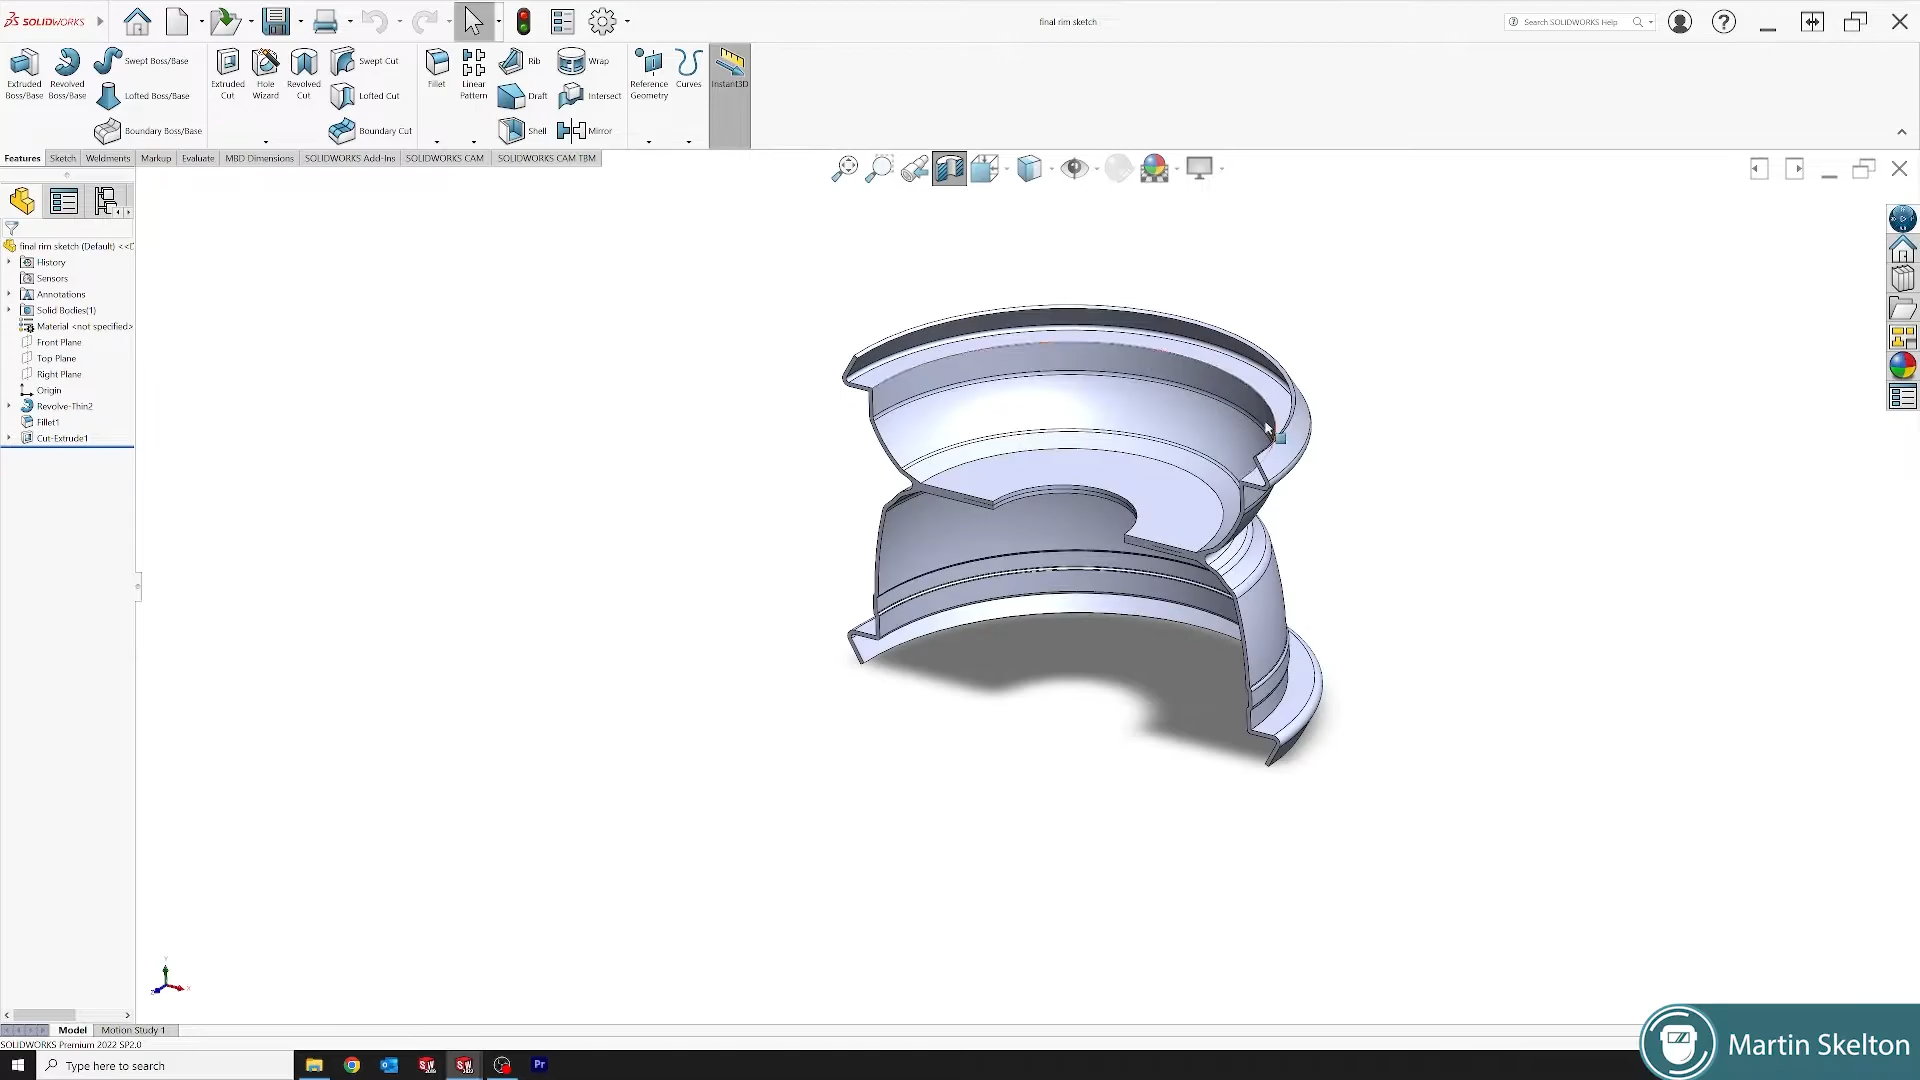 SOLIDWORKS
final rim sketch
Search SOLIDWORKS Help
Extruded Boss/Base
Revolved Boss/Base
Swept Boss/Base
Lofted Boss/Base
Boundary Boss/Base
Extruded Cut
Hole Wizard
Revolved Cut
Swept Cut
Lofted Cut
Boundary Cut
Fillet
Linear Pattern
Rib
Draft
Shell
Wrap
Intersect
Mirror
Reference Geometry
Curves
Instant3D
Features Sketch Weldments Markup Evaluate MBD Dimensions SOLIDWORKS Add-Ins SOLIDWORKS CAM SOLIDWORKS CAM TBM
final rim sketch (Default) <<D
History
Sensors
Annotations
Solid Bodies(1)
Material <not specified>
Front Plane
Top Plane
Right Plane
Origin
Revolve-Thin2
Fillet1
Cut-Extrude1
Model Motion Study 1
SOLIDWORKS Premium 2022 SP2.0
Type here to search
Pr
Martin Skelton